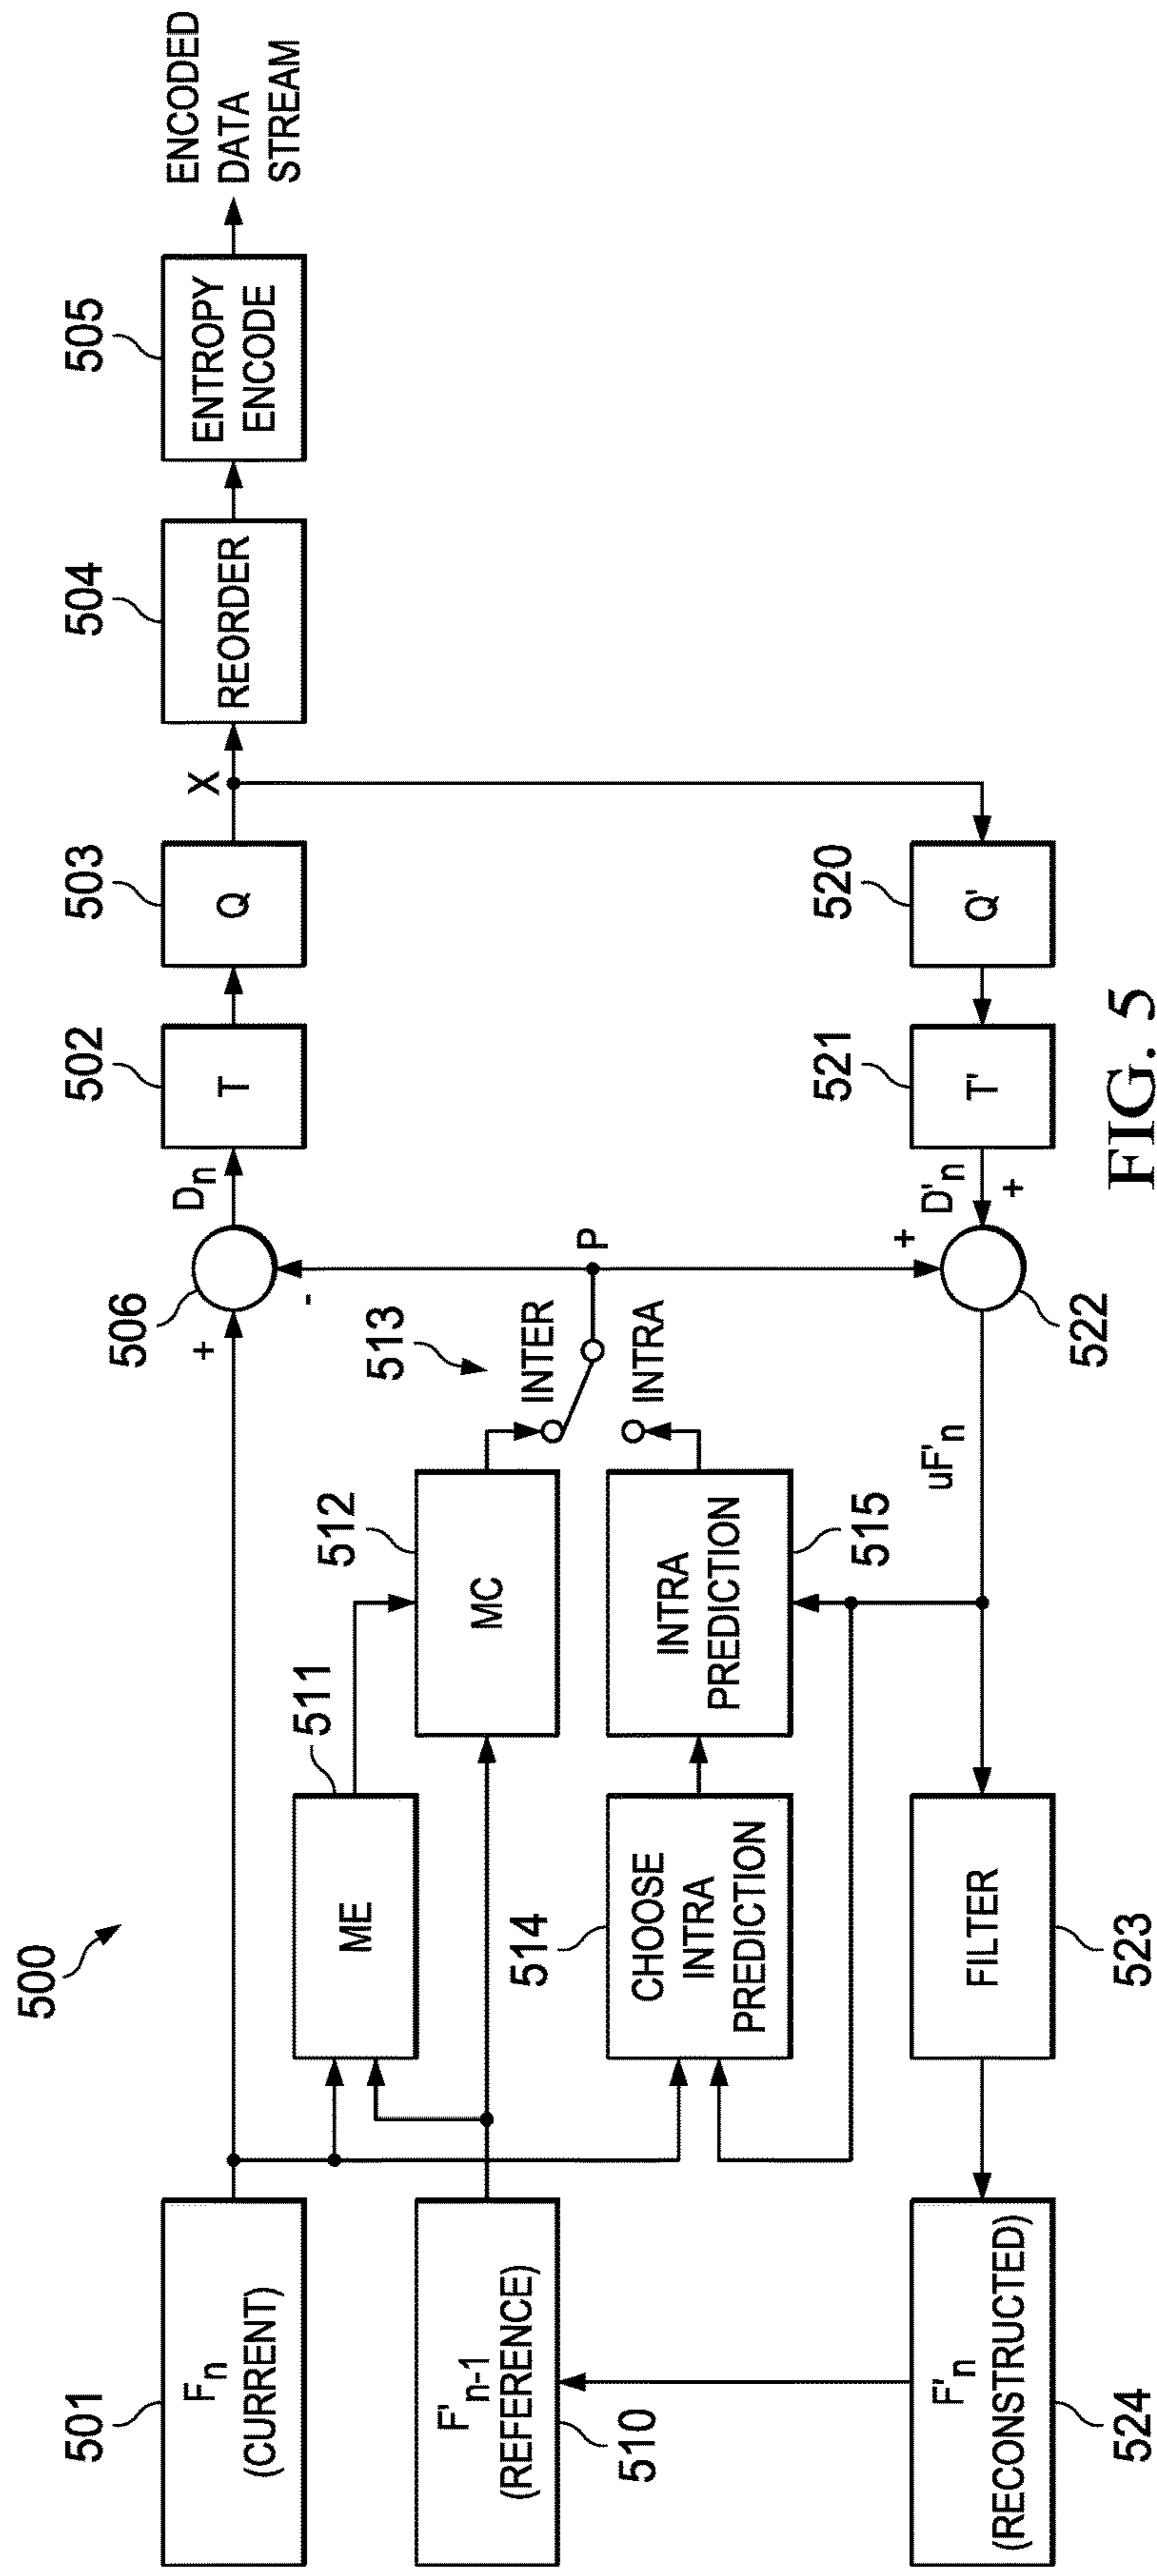 500
501
F_n
(CURRENT)
506
+
-
D_n
502
T
503
Q
X
504
REORDER
505
ENTROPY
ENCODE
ENCODED
DATA
STREAM
511
ME
512
MC
513
INTER
INTRA
P
F'_n-1
(REFERENCE)
510
514
CHOOSE
INTRA
PREDICTION
INTRA
PREDICTION
515
F'_n
(RECONSTRUCTED)
524
FILTER
523
uF'_n
+
522
D'_n
+
521
T'
520
Q'
FIG. 5